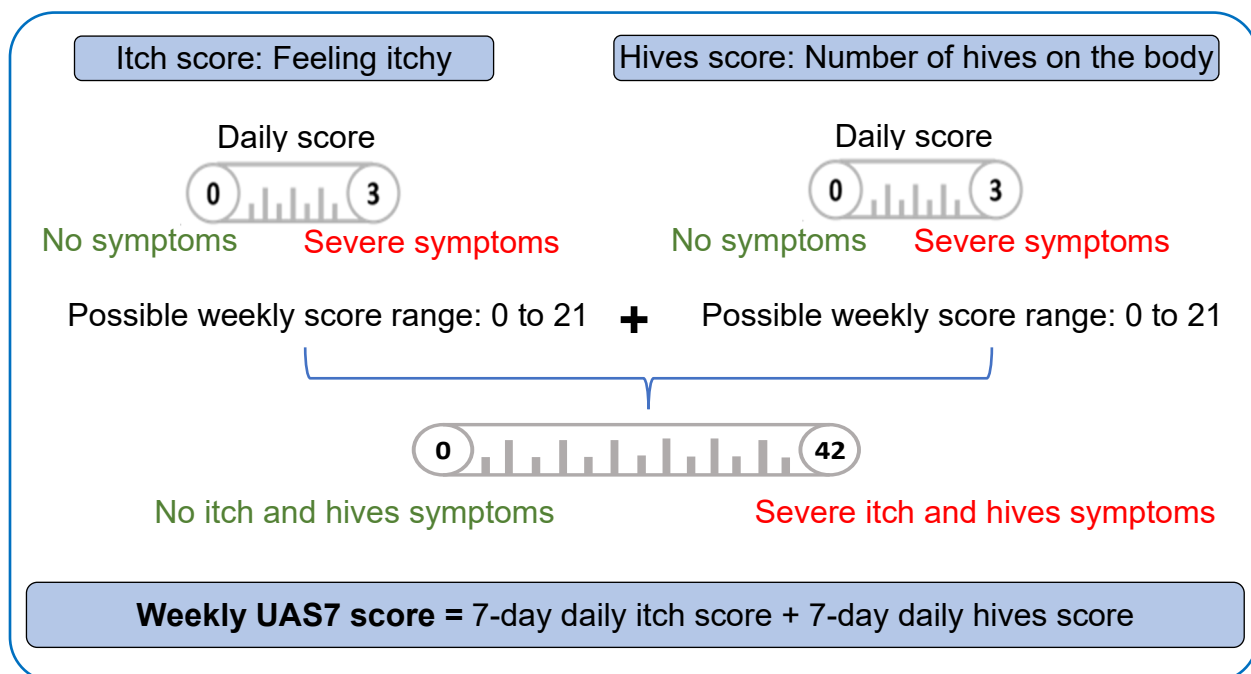 Itch score: Feeling itchy
Hives score: Number of hives on the body
Daily score
0 3
No symptoms Severe symptoms
Daily score
0 3
No symptoms Severe symptoms
Possible weekly score range: 0 to 21 + Possible weekly score range: 0 to 21
0 42
No itch and hives symptoms Severe itch and hives symptoms
Weekly UAS7 score = 7-day daily itch score + 7-day daily hives score